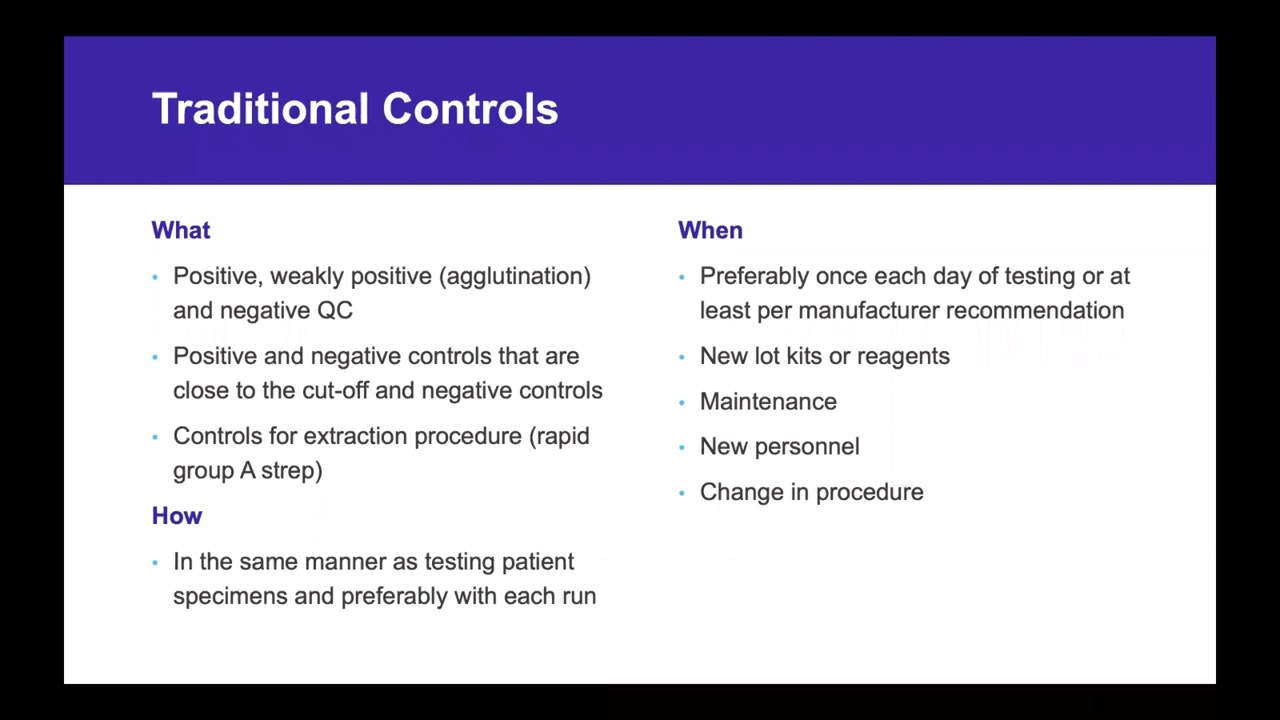 Traditional Controls
What
• Positive, weakly positive (agglutination)
and negative QC
• Positive and negative controls that are
close to the cut-off and negative controls
• Controls for extraction procedure (rapid
group A strep)
How
• In the same manner as testing patient
specimens and preferably with each run
When
• Preferably once each day of testing or at
least per manufacturer recommendation
• New lot kits or reagents
• Maintenance
• New personnel
• Change in procedure